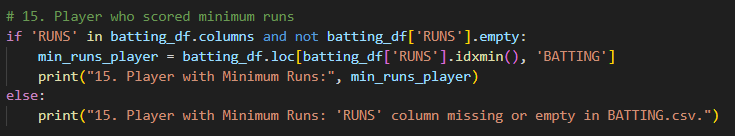 # 15. Player who scored minimum runs
if 'RUNS' in batting_df.columns and not batting_df['RUNS'].empty:
    min_runs_player = batting_df.loc[batting_df['RUNS'].idxmin(), 'BATTING']
    print("15. Player with Minimum Runs:", min_runs_player)
else:
    print("15. Player with Minimum Runs: 'RUNS' column missing or empty in BATTING.csv.")